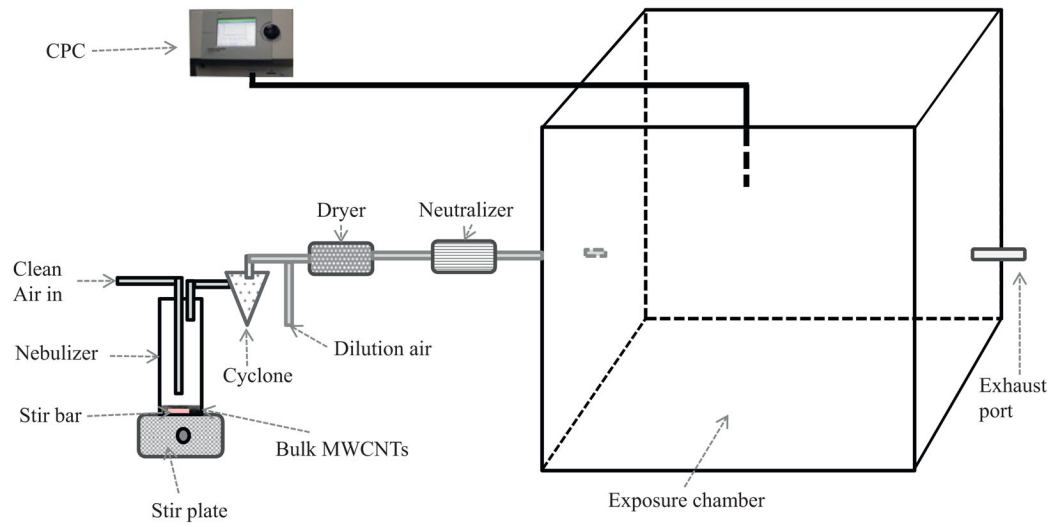 CPC
Dryer
Neutralizer
Clean
Air in
Nebulizer
Dilution air
Cyclone
Stir bar
Bulk MWCNTs
Stir plate
Exhaust
port
Exposure chamber